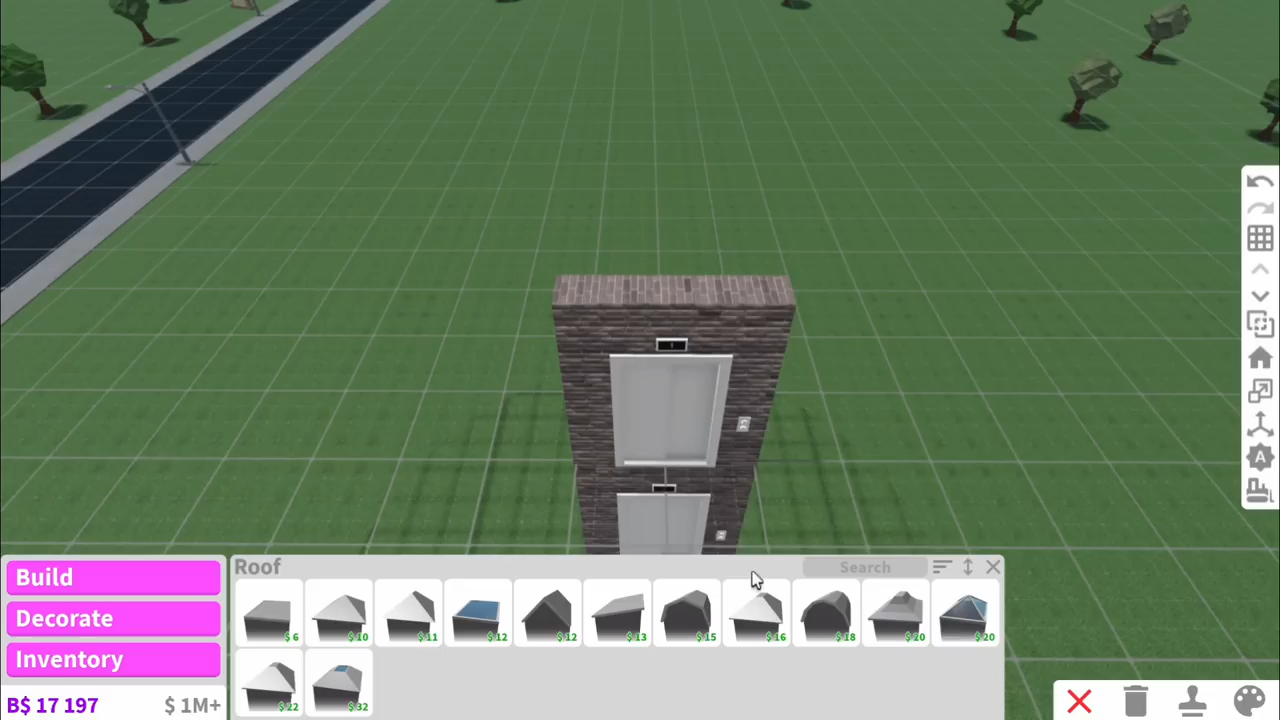 Build
Decorate
Inventory
B$ 17 197
$ 1M+
Roof
Search
$ 6
$10
$11
$12
$12
$13
$15
$16
$18
$20
$20
$22
$32
A